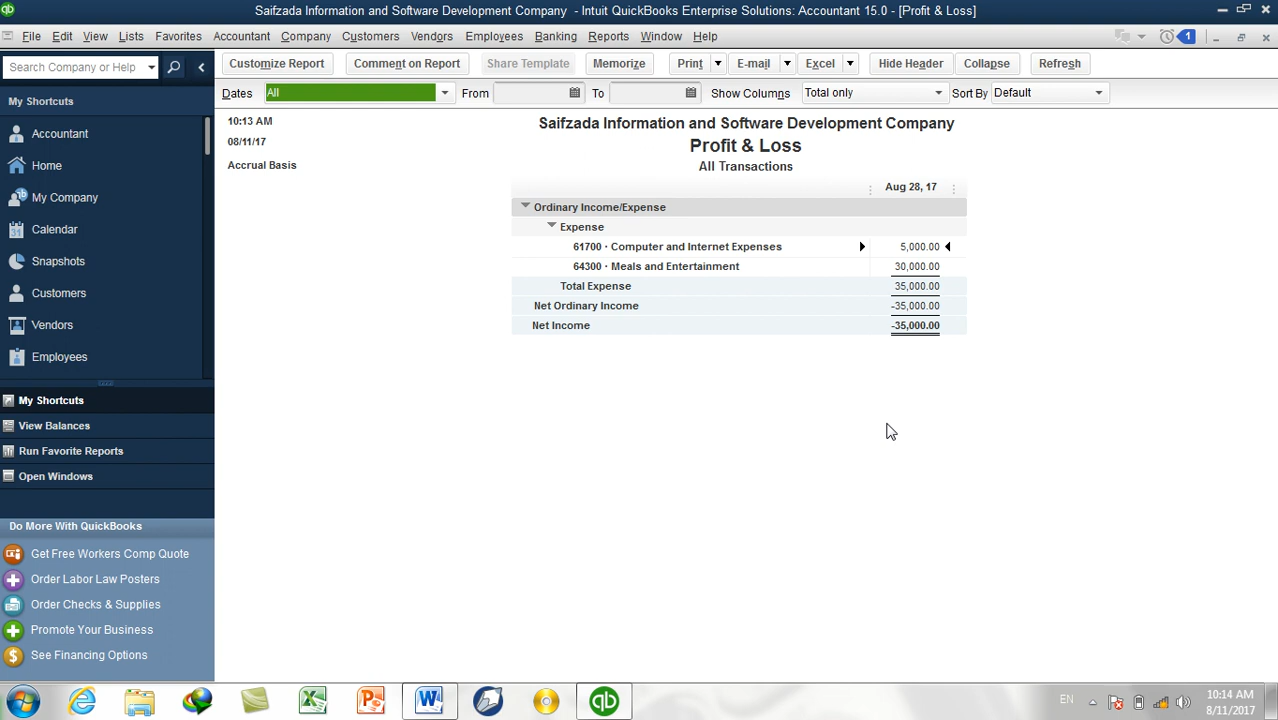 Saifzada Information and Software Development Company - Intuit QuickBooks Enterprise Solutions: Accountant 15.0 - [Profit & Loss]
File Edit View Lists Favorites Accountant Company Customers Vendors Employees Banking Reports Window Help 1
Search Company or Help Customize Report Comment on Report Share Template Memorize Print E-mail Excel Hide Header Collapse Refresh
Dates All From To Show Columns Total only Sort By Default
My Shortcuts
Accountant
Home
My Company
Calendar
Snapshots
Customers
Vendors
Employees
My Shortcuts
View Balances
Run Favorite Reports
Open Windows
Do More With QuickBooks
Get Free Workers Comp Quote
Order Labor Law Posters
Order Checks & Supplies
Promote Your Business
See Financing Options
10:13 AM
08/11/17
Accrual Basis
Saifzada Information and Software Development Company
Profit & Loss
All Transactions
Aug 28, 17
Ordinary Income/Expense
Expense
61700 · Computer and Internet Expenses 5,000.00
64300 · Meals and Entertainment 30,000.00
Total Expense 35,000.00
Net Ordinary Income -35,000.00
Net Income -35,000.00
EN
10:14 AM
8/11/2017